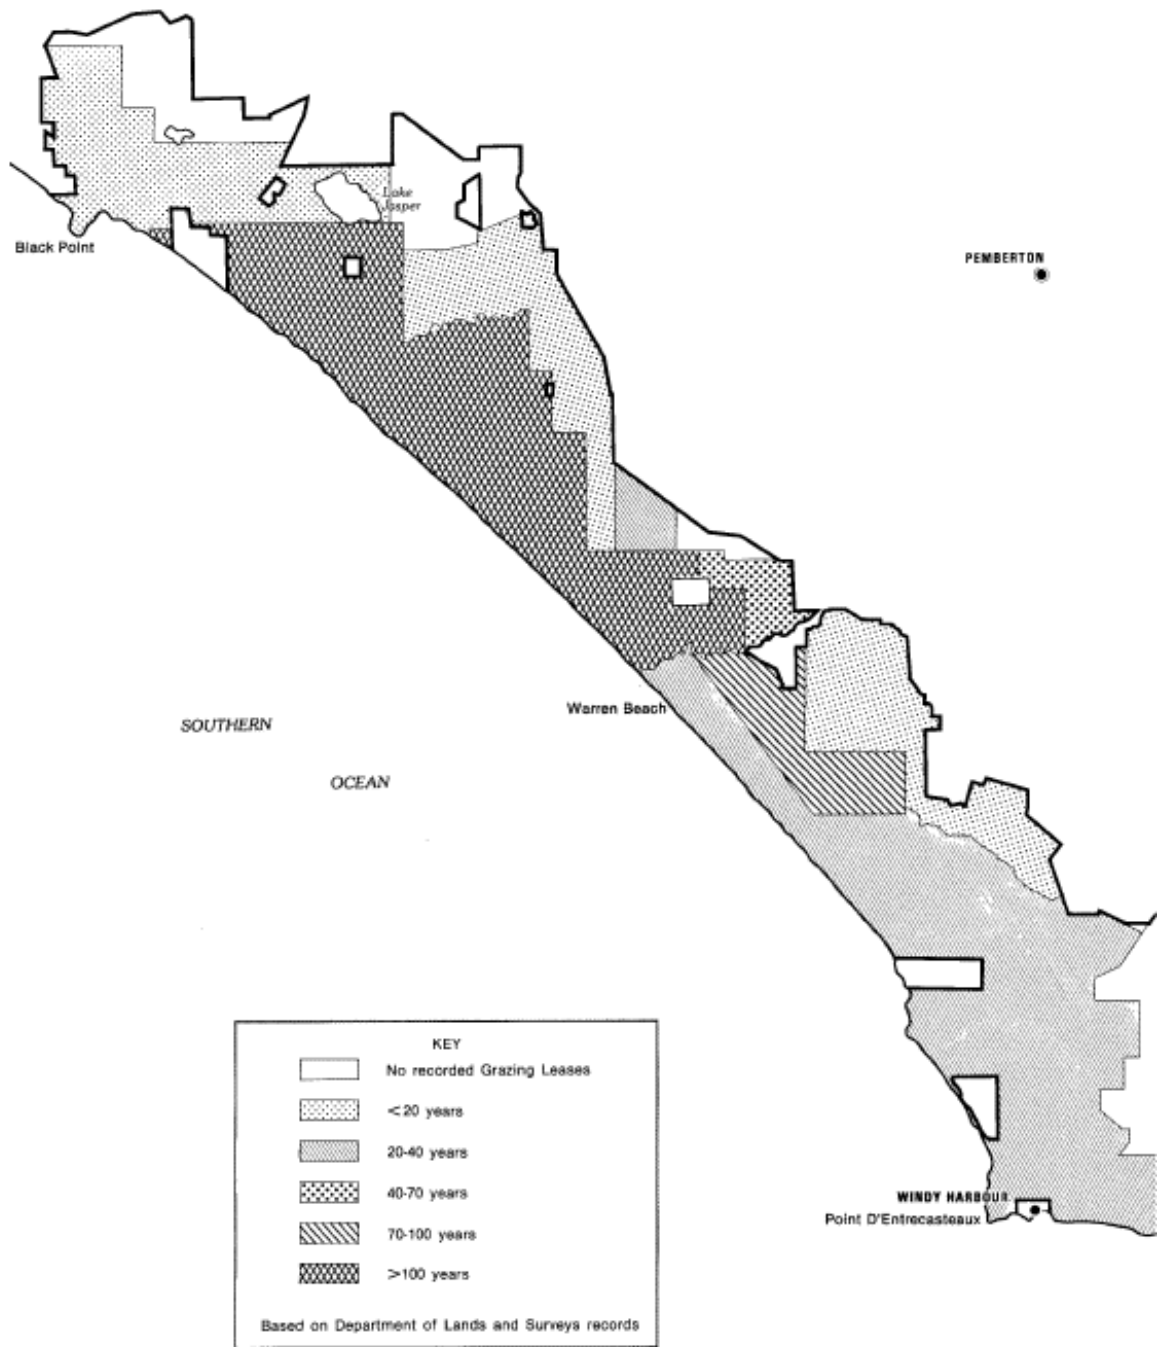 Lake
Jasper
Black Point
PEMBERTON
Warren Beach
SOUTHERN
OCEAN
KEY
No recorded Grazing Leases
<20 years
20-40 years
40-70 years
70-100 years
>100 years
Based on Department of Lands and Surveys records
WINDY HARBOUR
Point D'Entrecasteaux